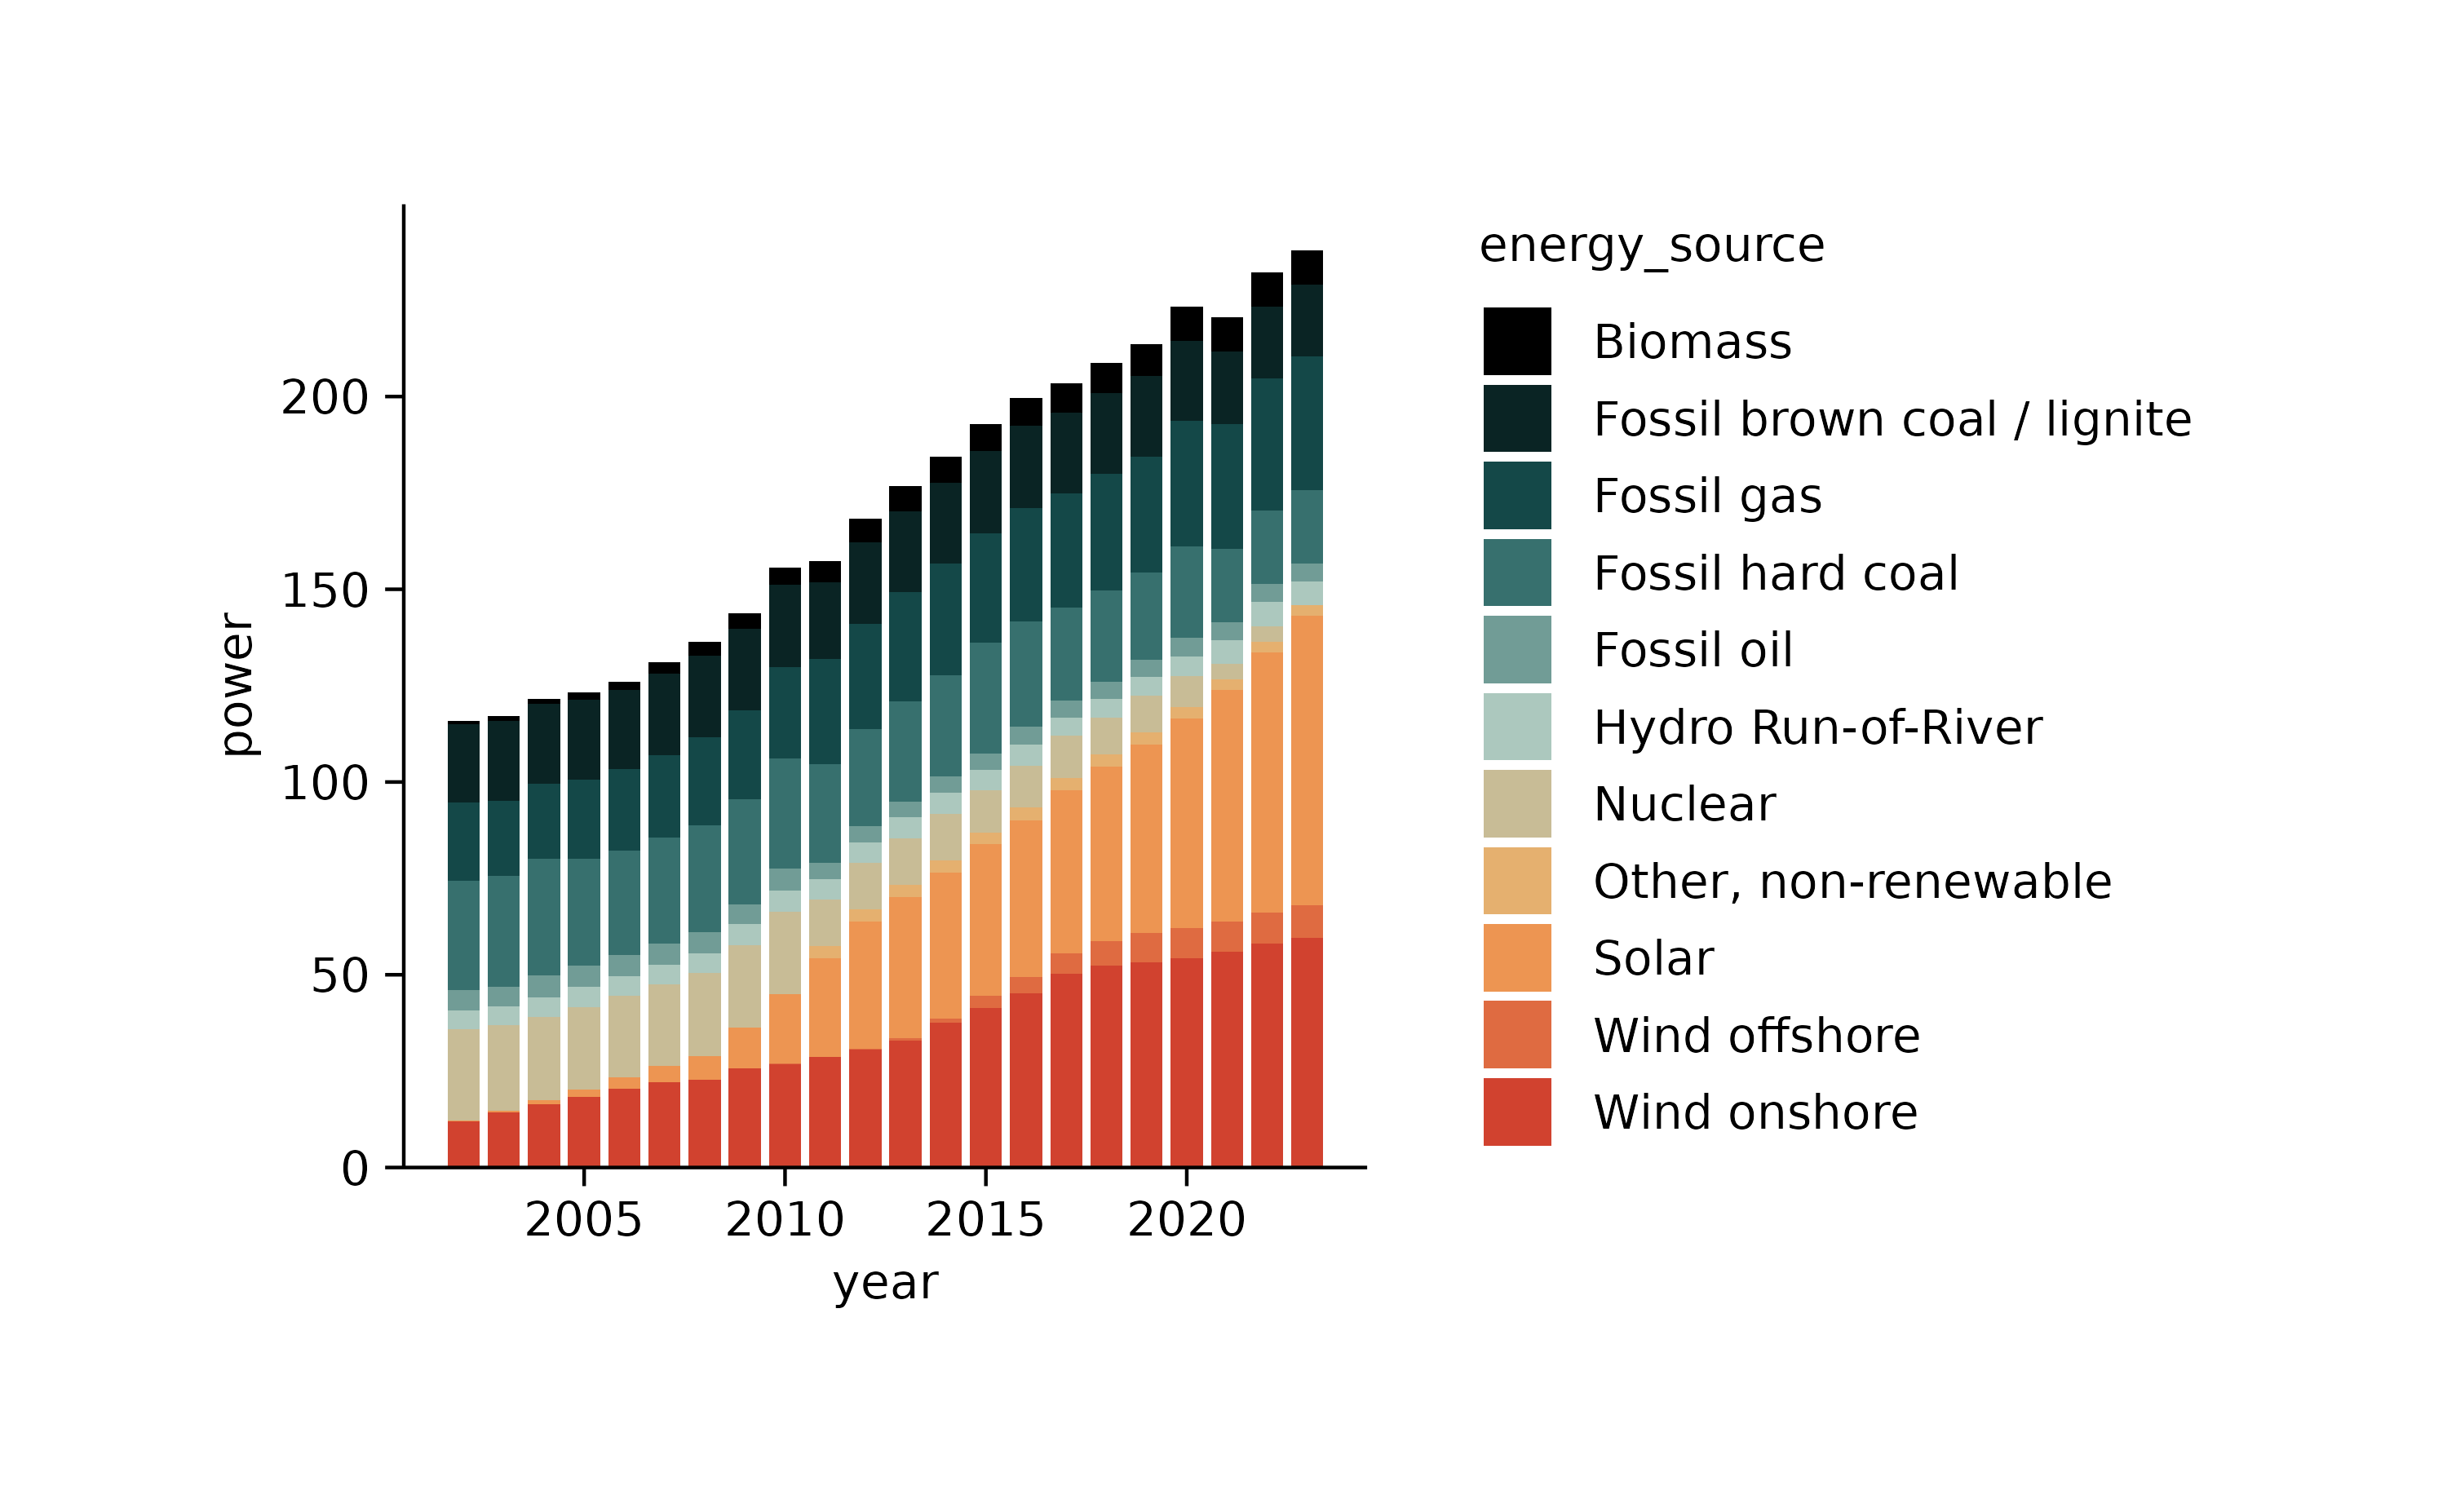 energy_source
Biomass
Fossil brown coal / lignite
Fossil gas
Fossil hard coal
Fossil oil
Hydro Run-of-River
Nuclear
Other, non-renewable
Solar
Wind offshore
Wind onshore
power
200
150
100
50
0
2005 2010 2015 2020
year